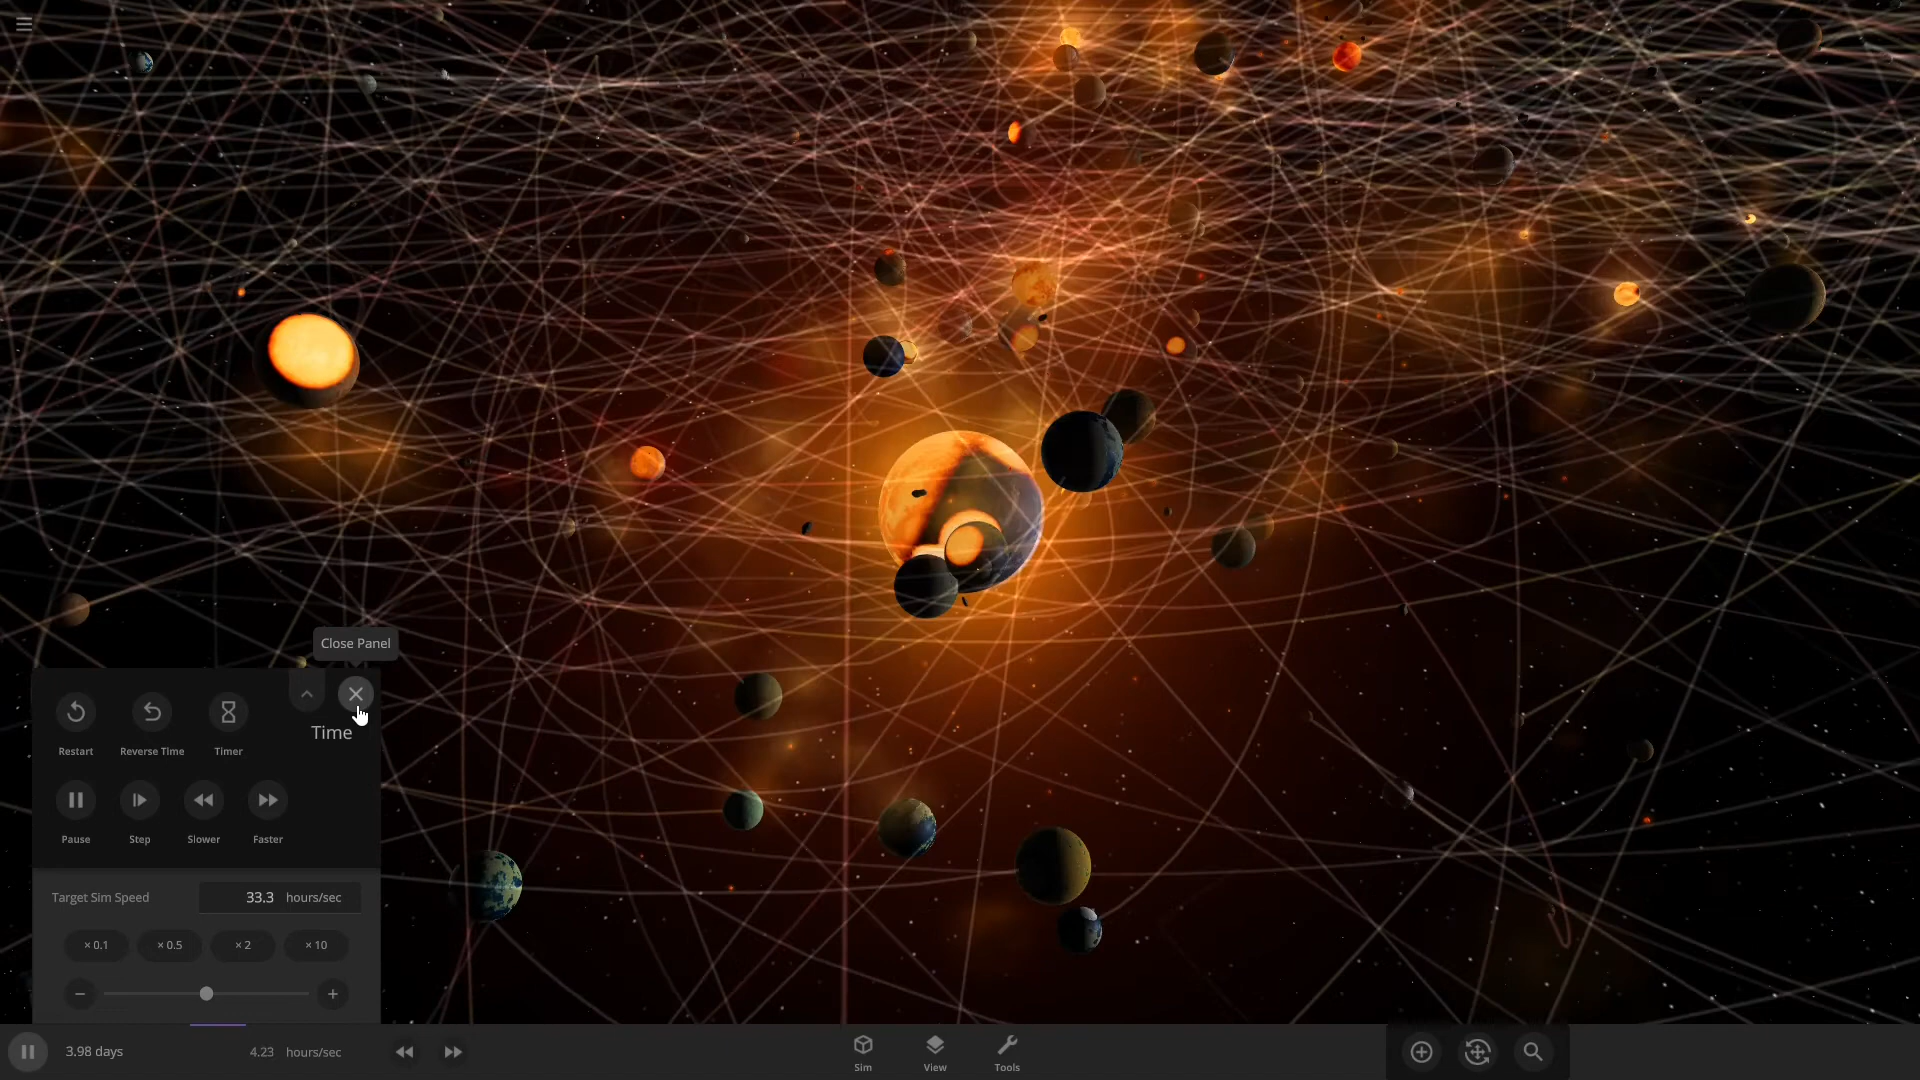 Close Panel
Time
Restart
Reverse Time
Timer
Pause
Step
Slower
Faster
Target Sim Speed 33.3 hours/sec
× 0.1
× 0.5
× 2
× 10
3.98 days
4.23 hours/sec
Sim
View
Tools